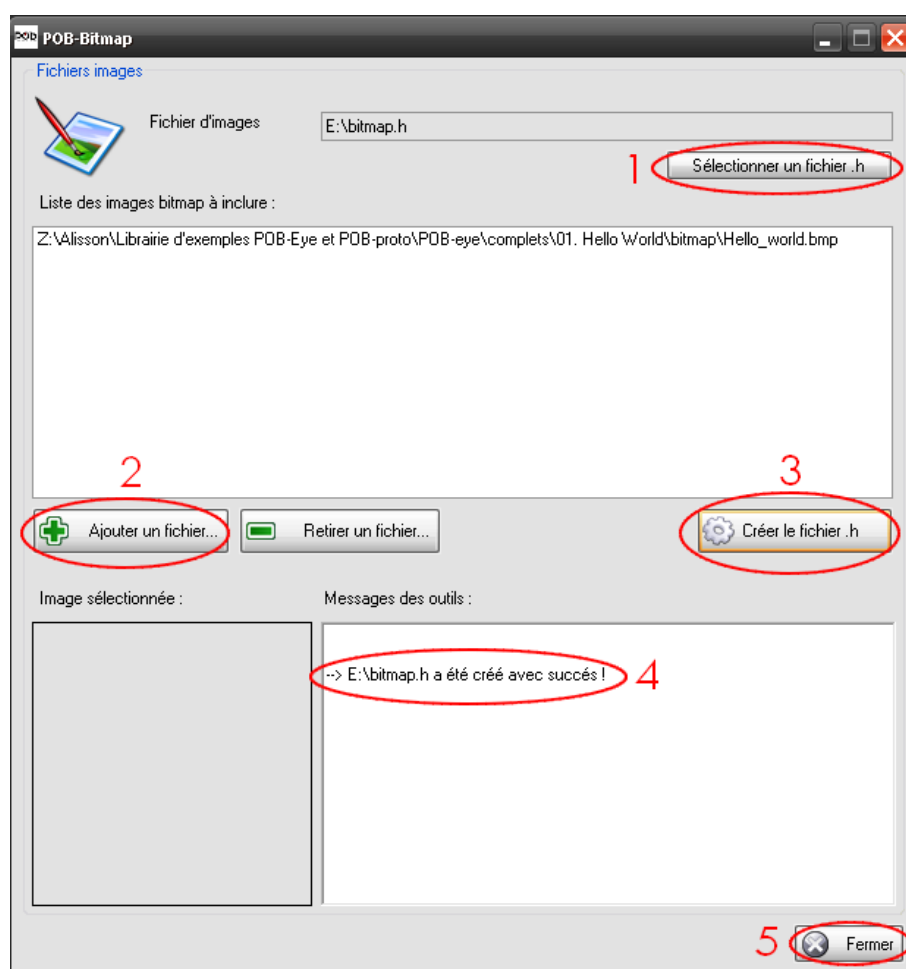 POB POB-Bitmap
Fichiers images
Fichier d'images
E:\bitmap.h
1
Sélectionner un fichier .h
Liste des images bitmap à inclure :
Z:\Alisson\Librairie d'exemples POB-Eye et POB-proto\POB-eye\complets\01. Hello World\bitmap\Hello_world.bmp
2
3
Ajouter un fichier...
Retirer un fichier...
Créer le fichier .h
Image sélectionnée :
Messages des outils :
--> E:\bitmap.h a été créé avec succés !
4
5
Fermer